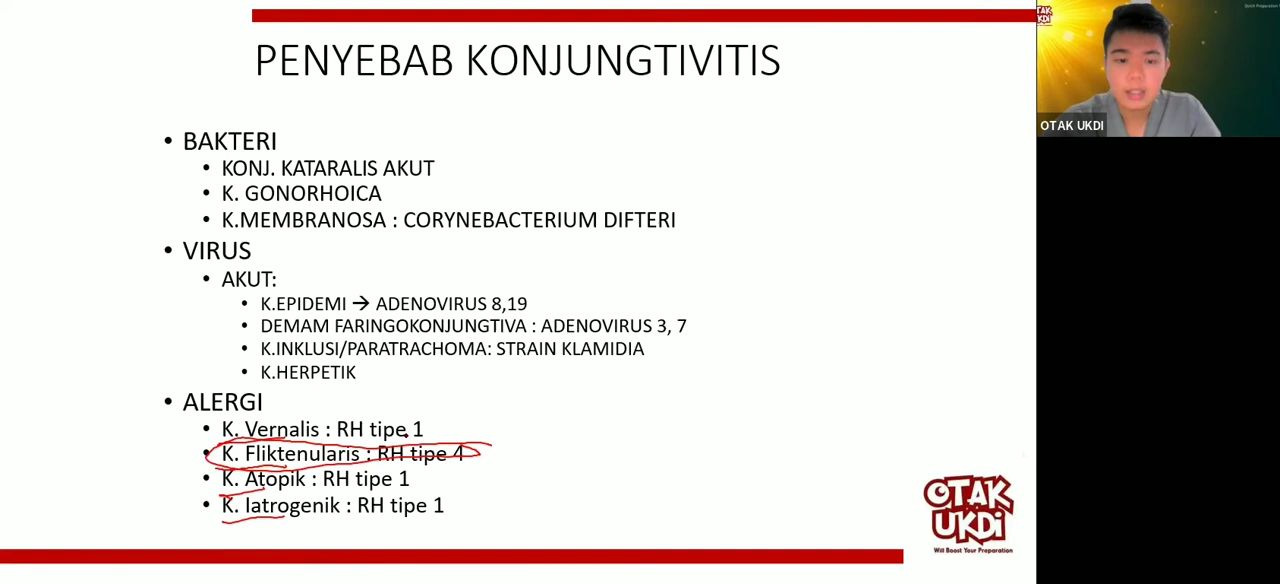 PENYEBAB KONJUNGTIVITIS
• BAKTERI
• KONJ. KATARALIS AKUT
• K. GONORHOICA
• K.MEMBRANOSA : CORYNEBACTERIUM DIFTERI
• VIRUS
• AKUT:
• K.EPIDEMI → ADENOVIRUS 8,19
• DEMAM FARINGOKONJUNGTIVA : ADENOVIRUS 3, 7
• K.INKLUSI/PARATRACHOMA: STRAIN KLAMIDIA
• K.HERPETIK
• ALERGI
• K. Vernalis : RH tipe 1
• K. Fliktenularis : RH tipe 4
• K. Atopik : RH tipe 1
• K. Iatrogenik : RH tipe 1
OTAK
UKDI
Will Boost Your Preparation
OTAK UKDI